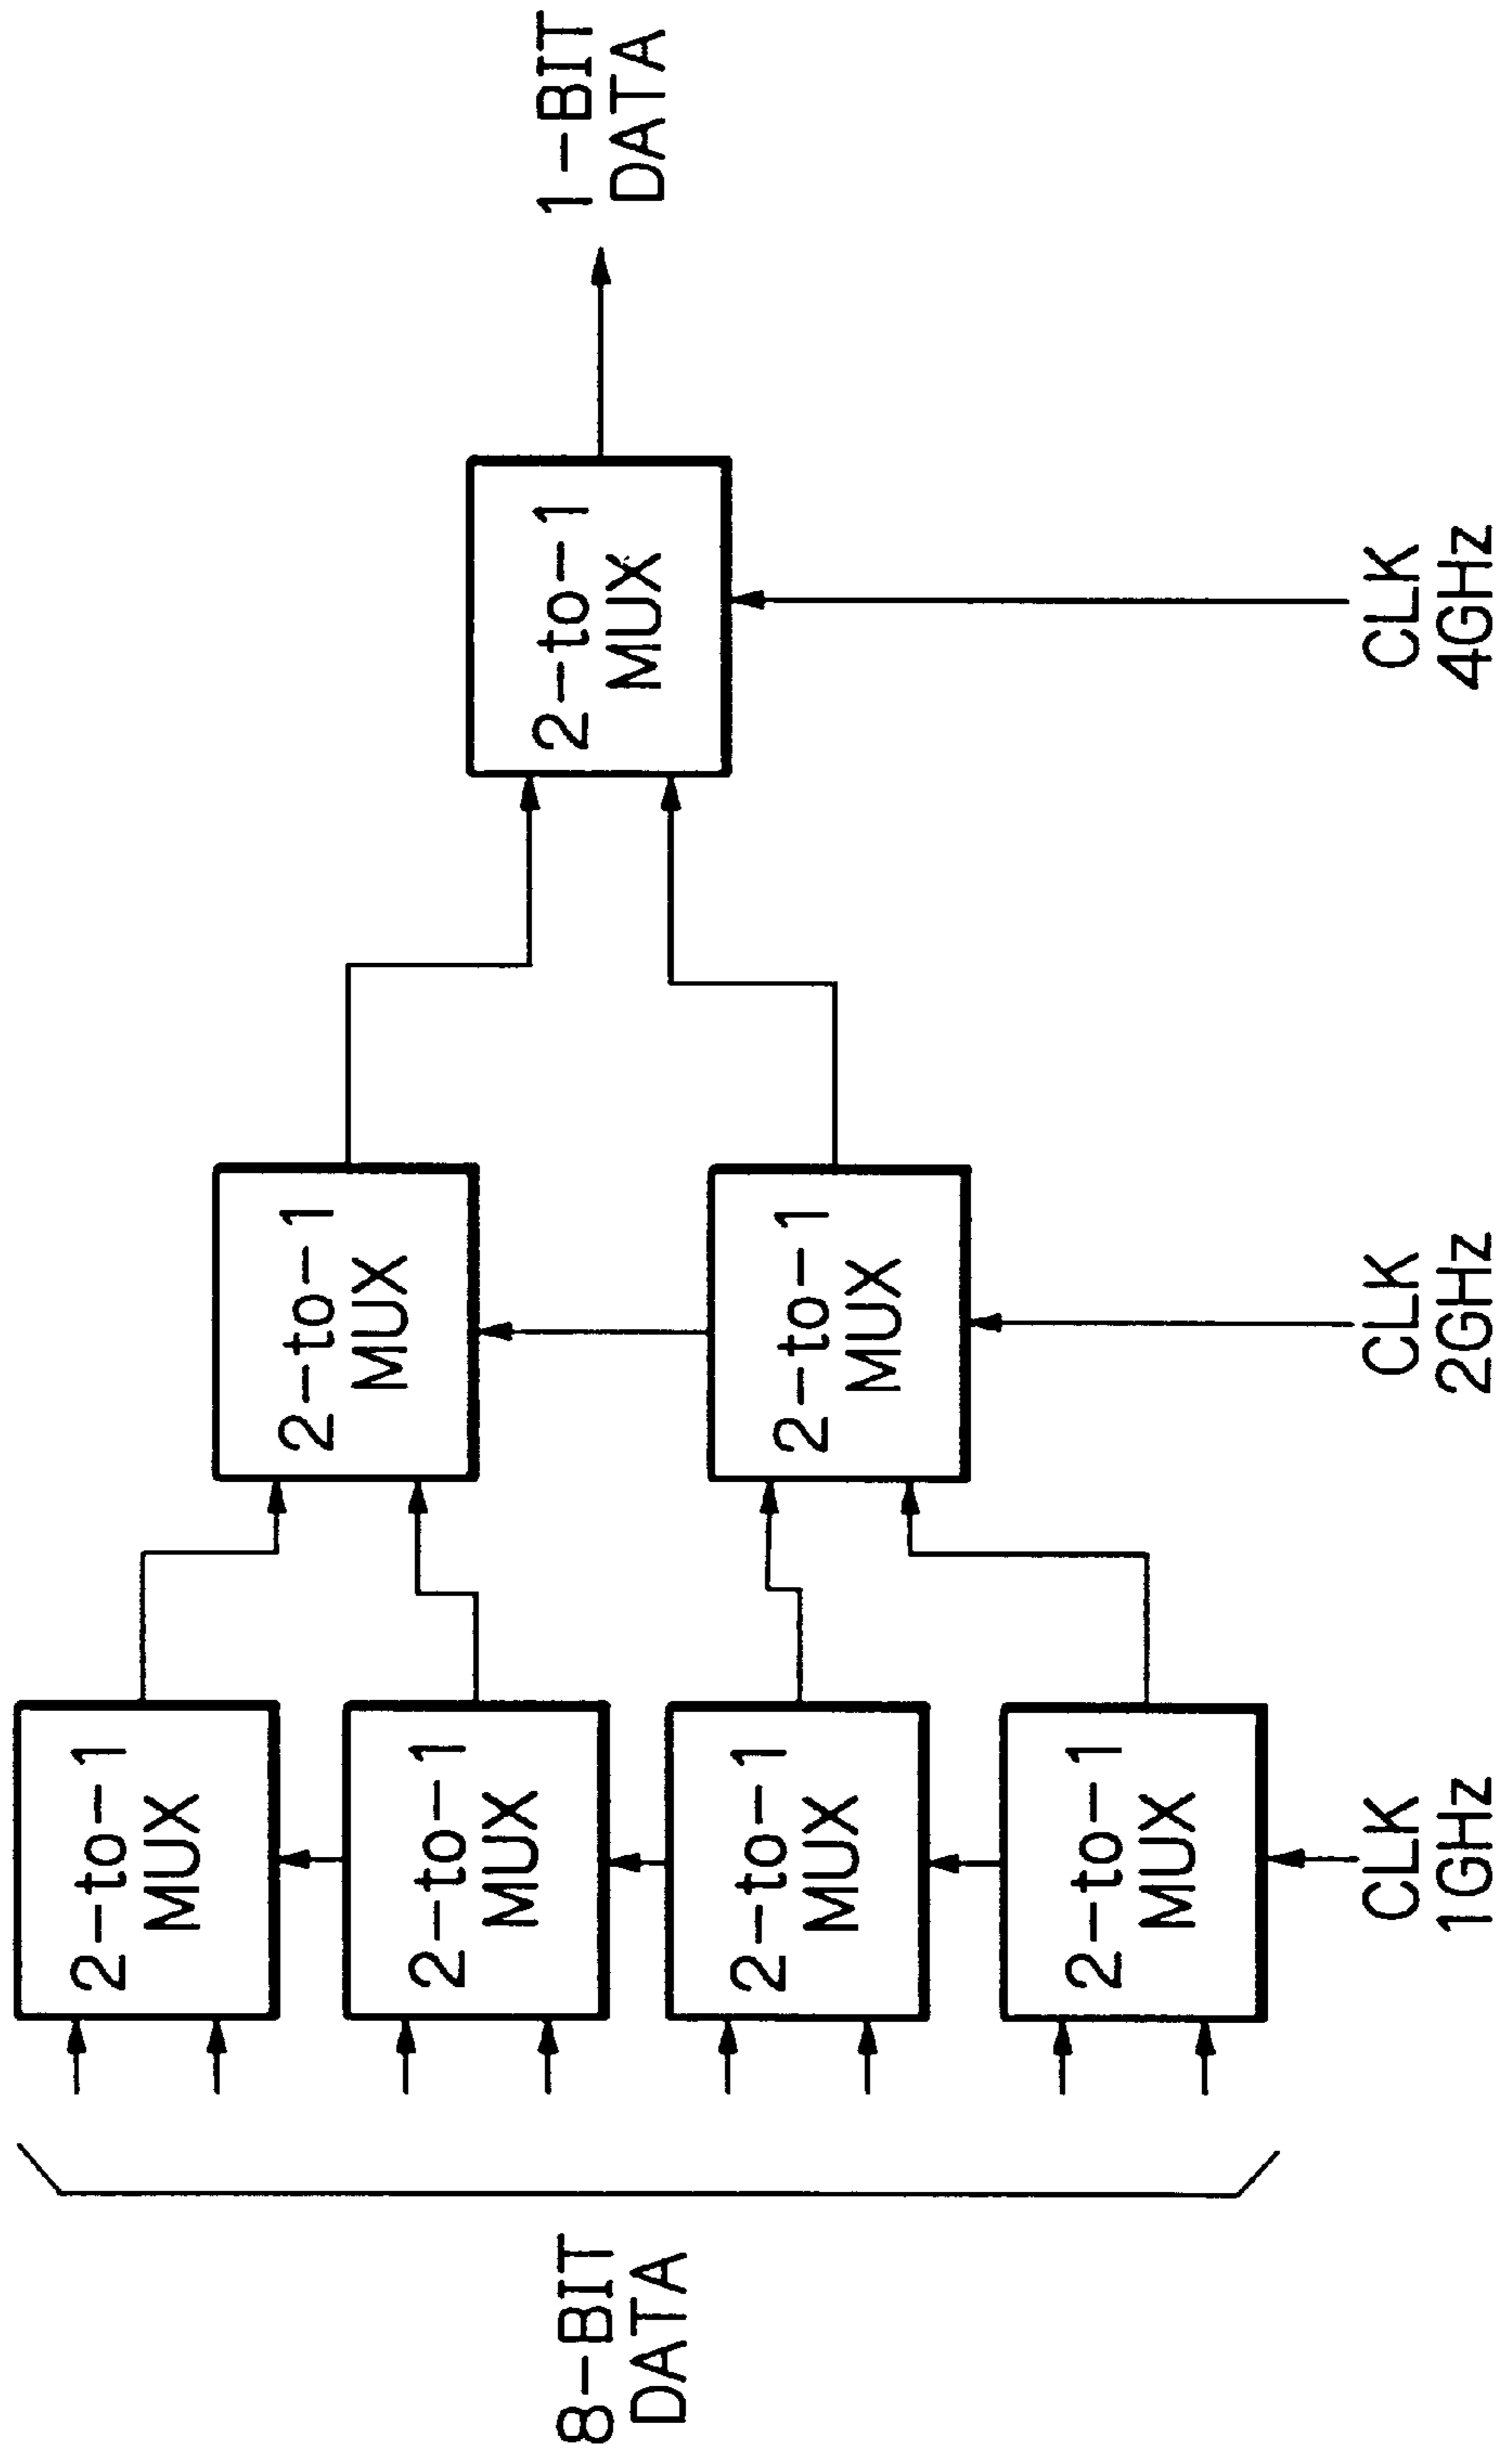 8-BIT
DATA
2-to-1
MUX
2-to-1
MUX
2-to-1
MUX
2-to-1
MUX
CLK
1GHz
2-to-1
MUX
2-to-1
MUX
CLK
2GHz
2-to-1
MUX
CLK
4GHz
1-BIT
DATA